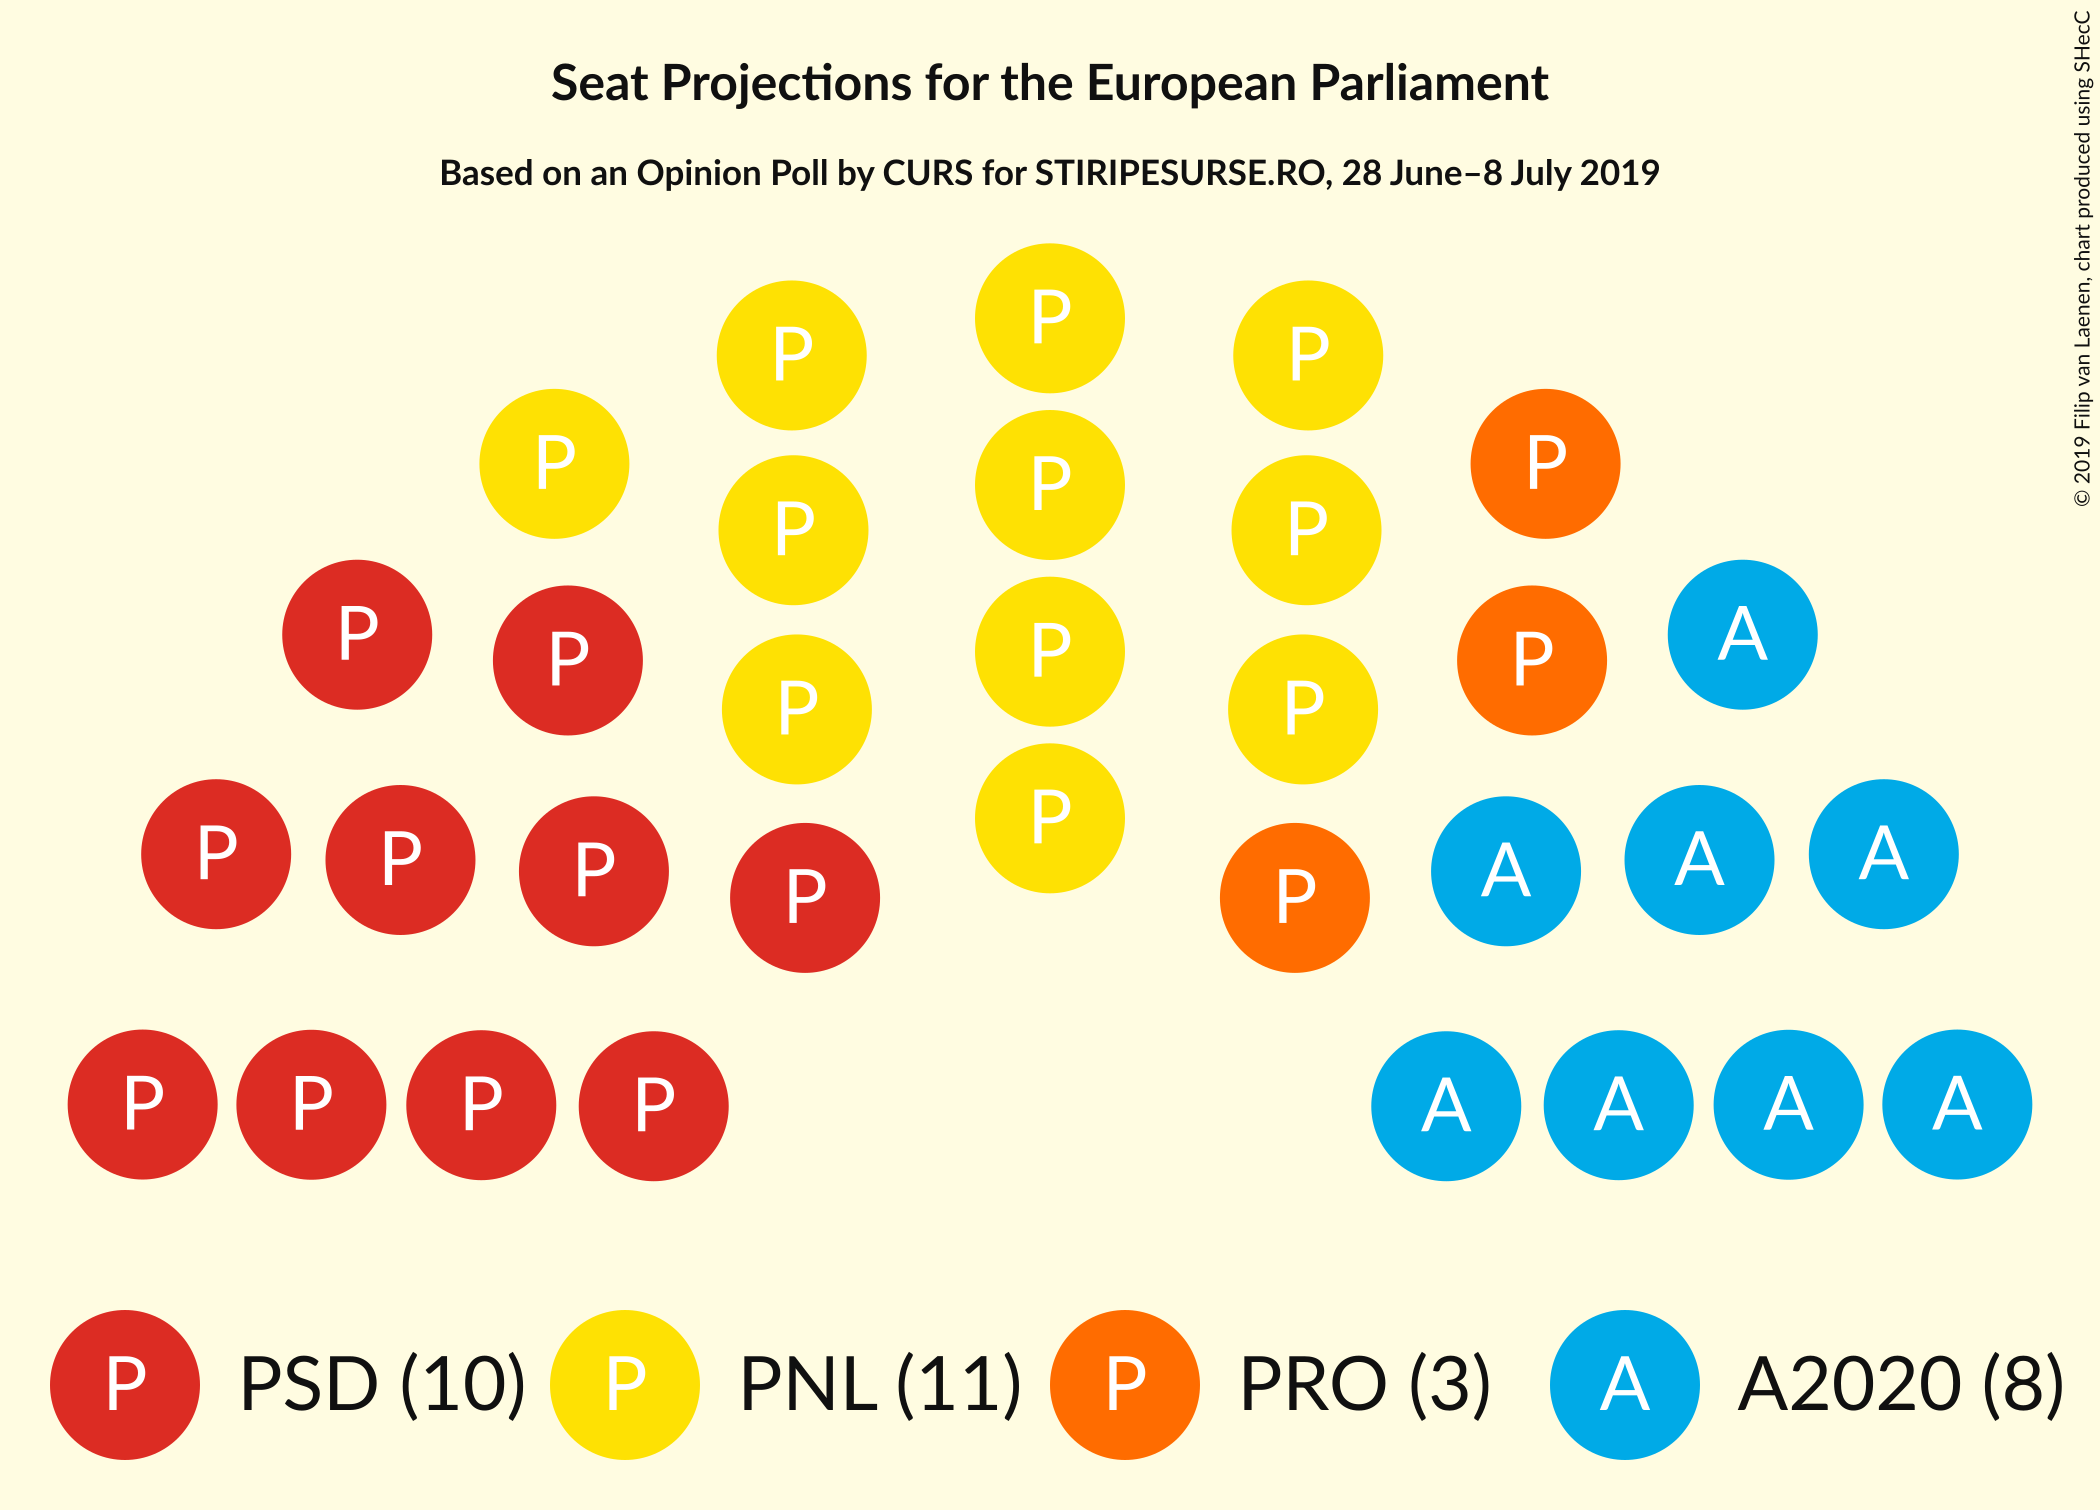 Seat Projections for the European Parliament
Based on an Opinion Poll by CURS for STIRIPESURSE.RO, 28 June–8 July 2019
© 2019 Filip van Laenen, chart produced using SHecC
P
P P
P P
P
P P
P
P P
P A
P P
P P
P
P P
A A
P P P P
A A
P P P P A A A A
P PSD (10) P PNL (11) P PRO (3) A A2020 (8)